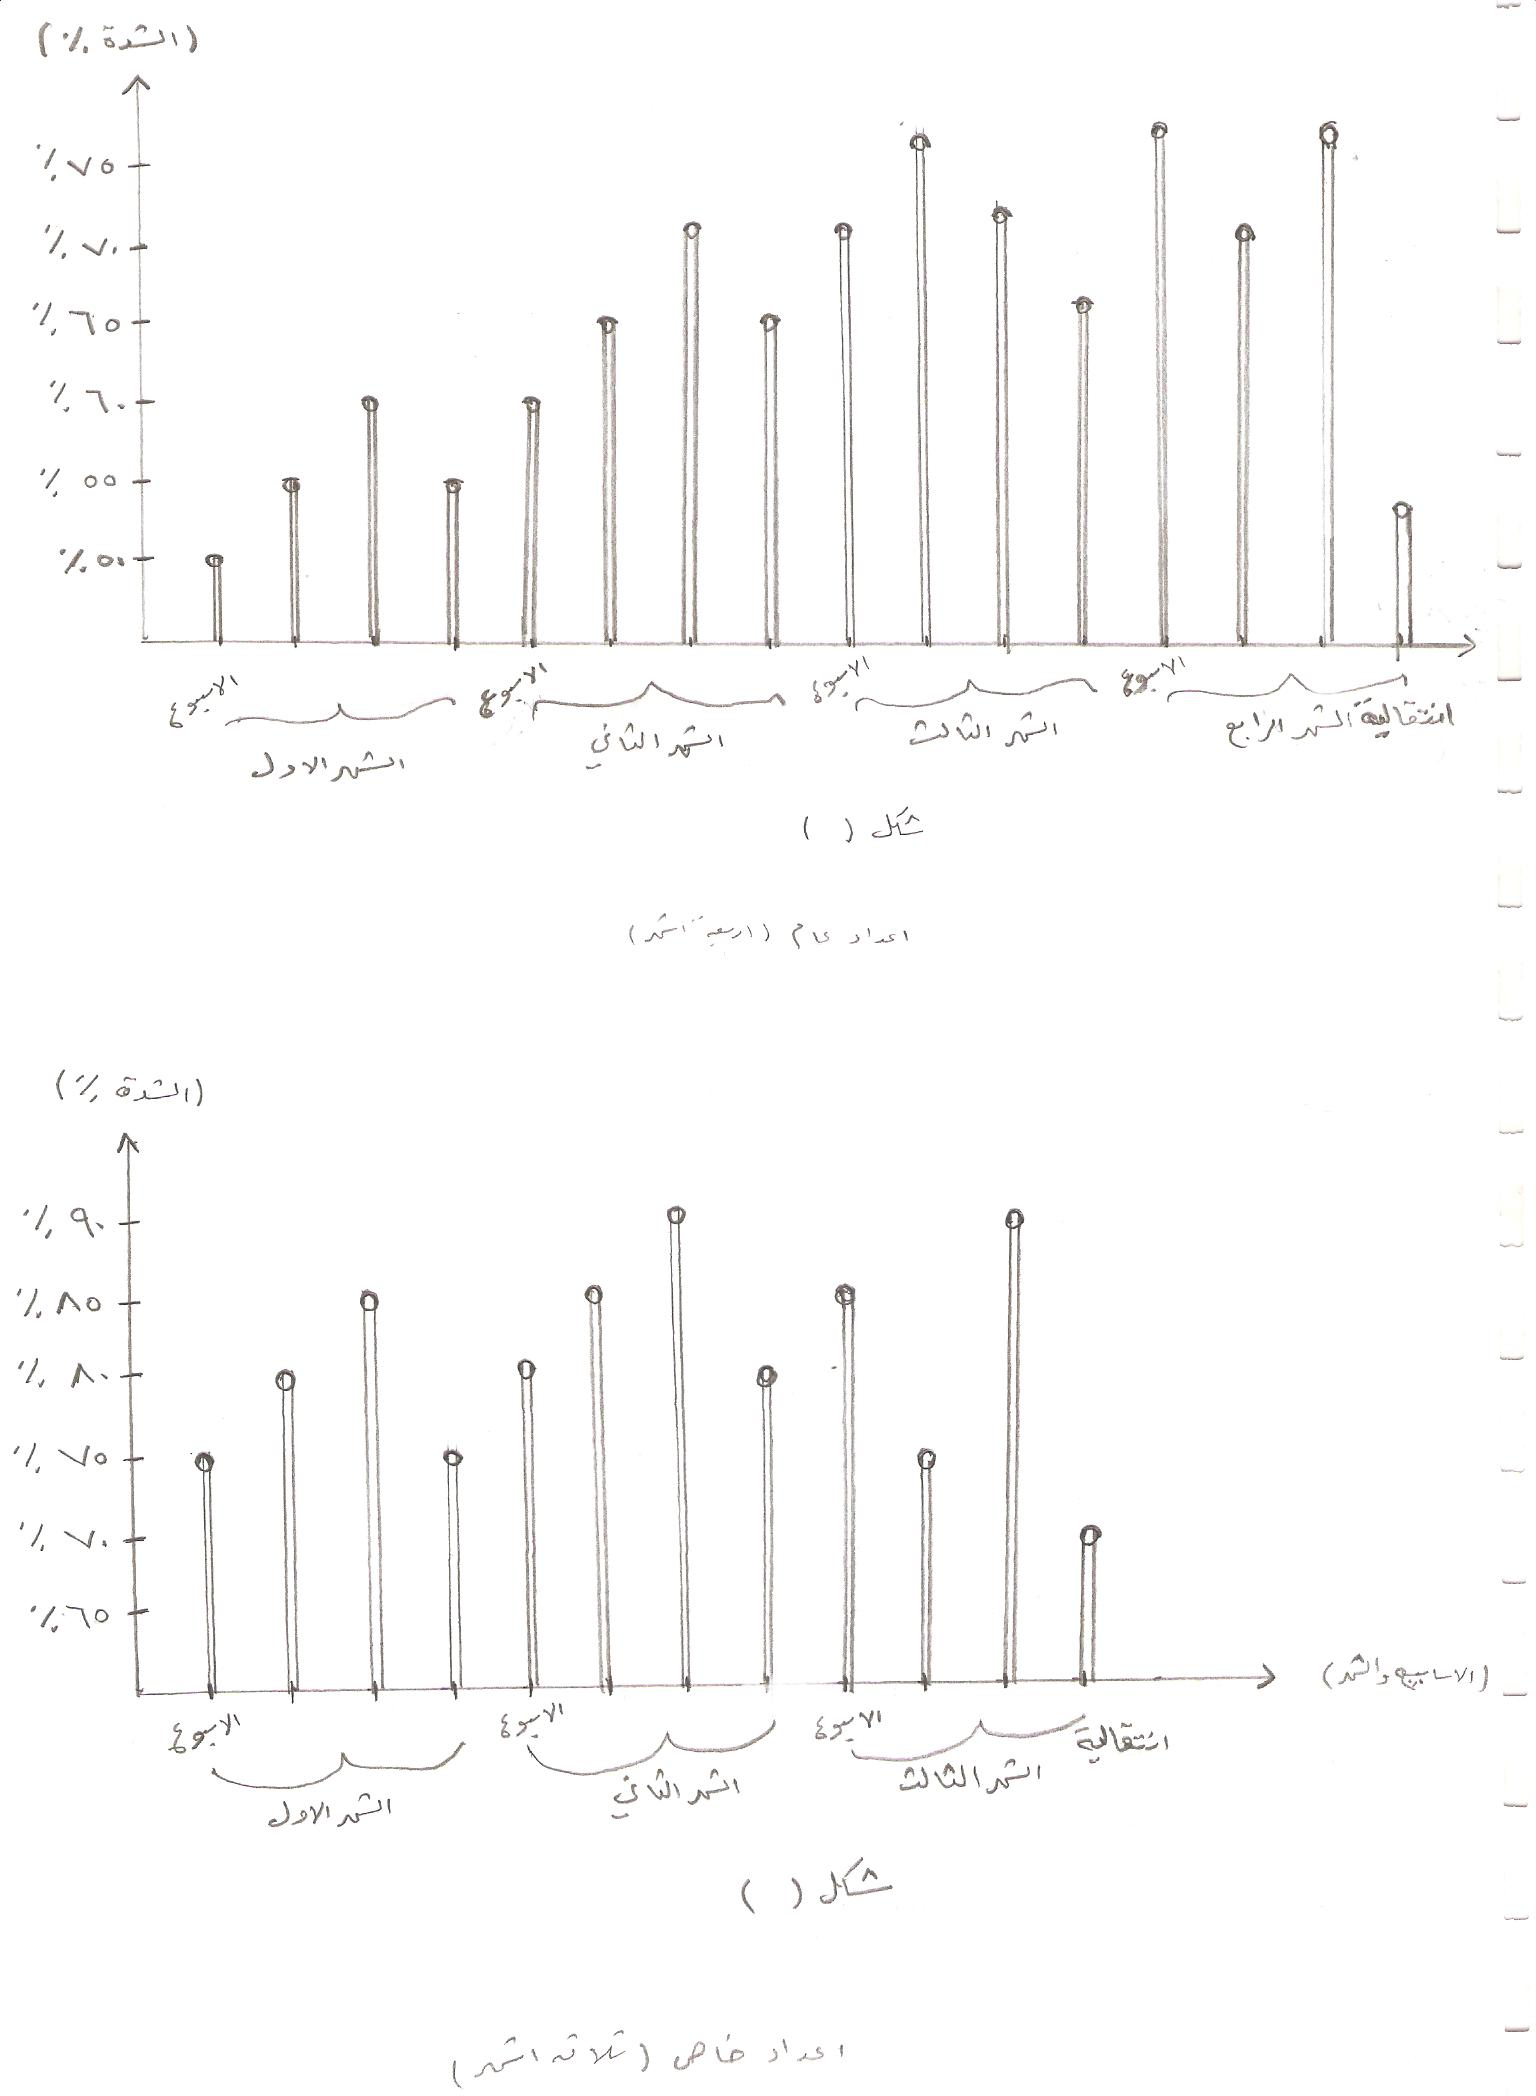 (الشدة ٪)
٪ ٧٥
٪ ٧٠
٪ ٦٥
٪ ٦٠
٪ ٥٥
٪ ٥٠
الاسبوع
الاسبوع
الاسبوع
الاسبوع
الشهر الاول
الشهر الثاني
الشهر الثالث
الشهر الرابع
انتقالية
شكل ( )
اعداد عام (اربعة اشهر)
(الشدة ٪)
٪ ٩٠
٪ ٨٥
٪ ٨٠
٪ ٧٥
٪ ٧٠
٪ ٦٥
(الاسابيع والشهر)
الاسبوع
الاسبوع
الاسبوع
انتقالية
الشهر الاول
الشهر الثاني
الشهر الثالث
شكل ( )
اعداد خاص (ثلاثة اشهر)